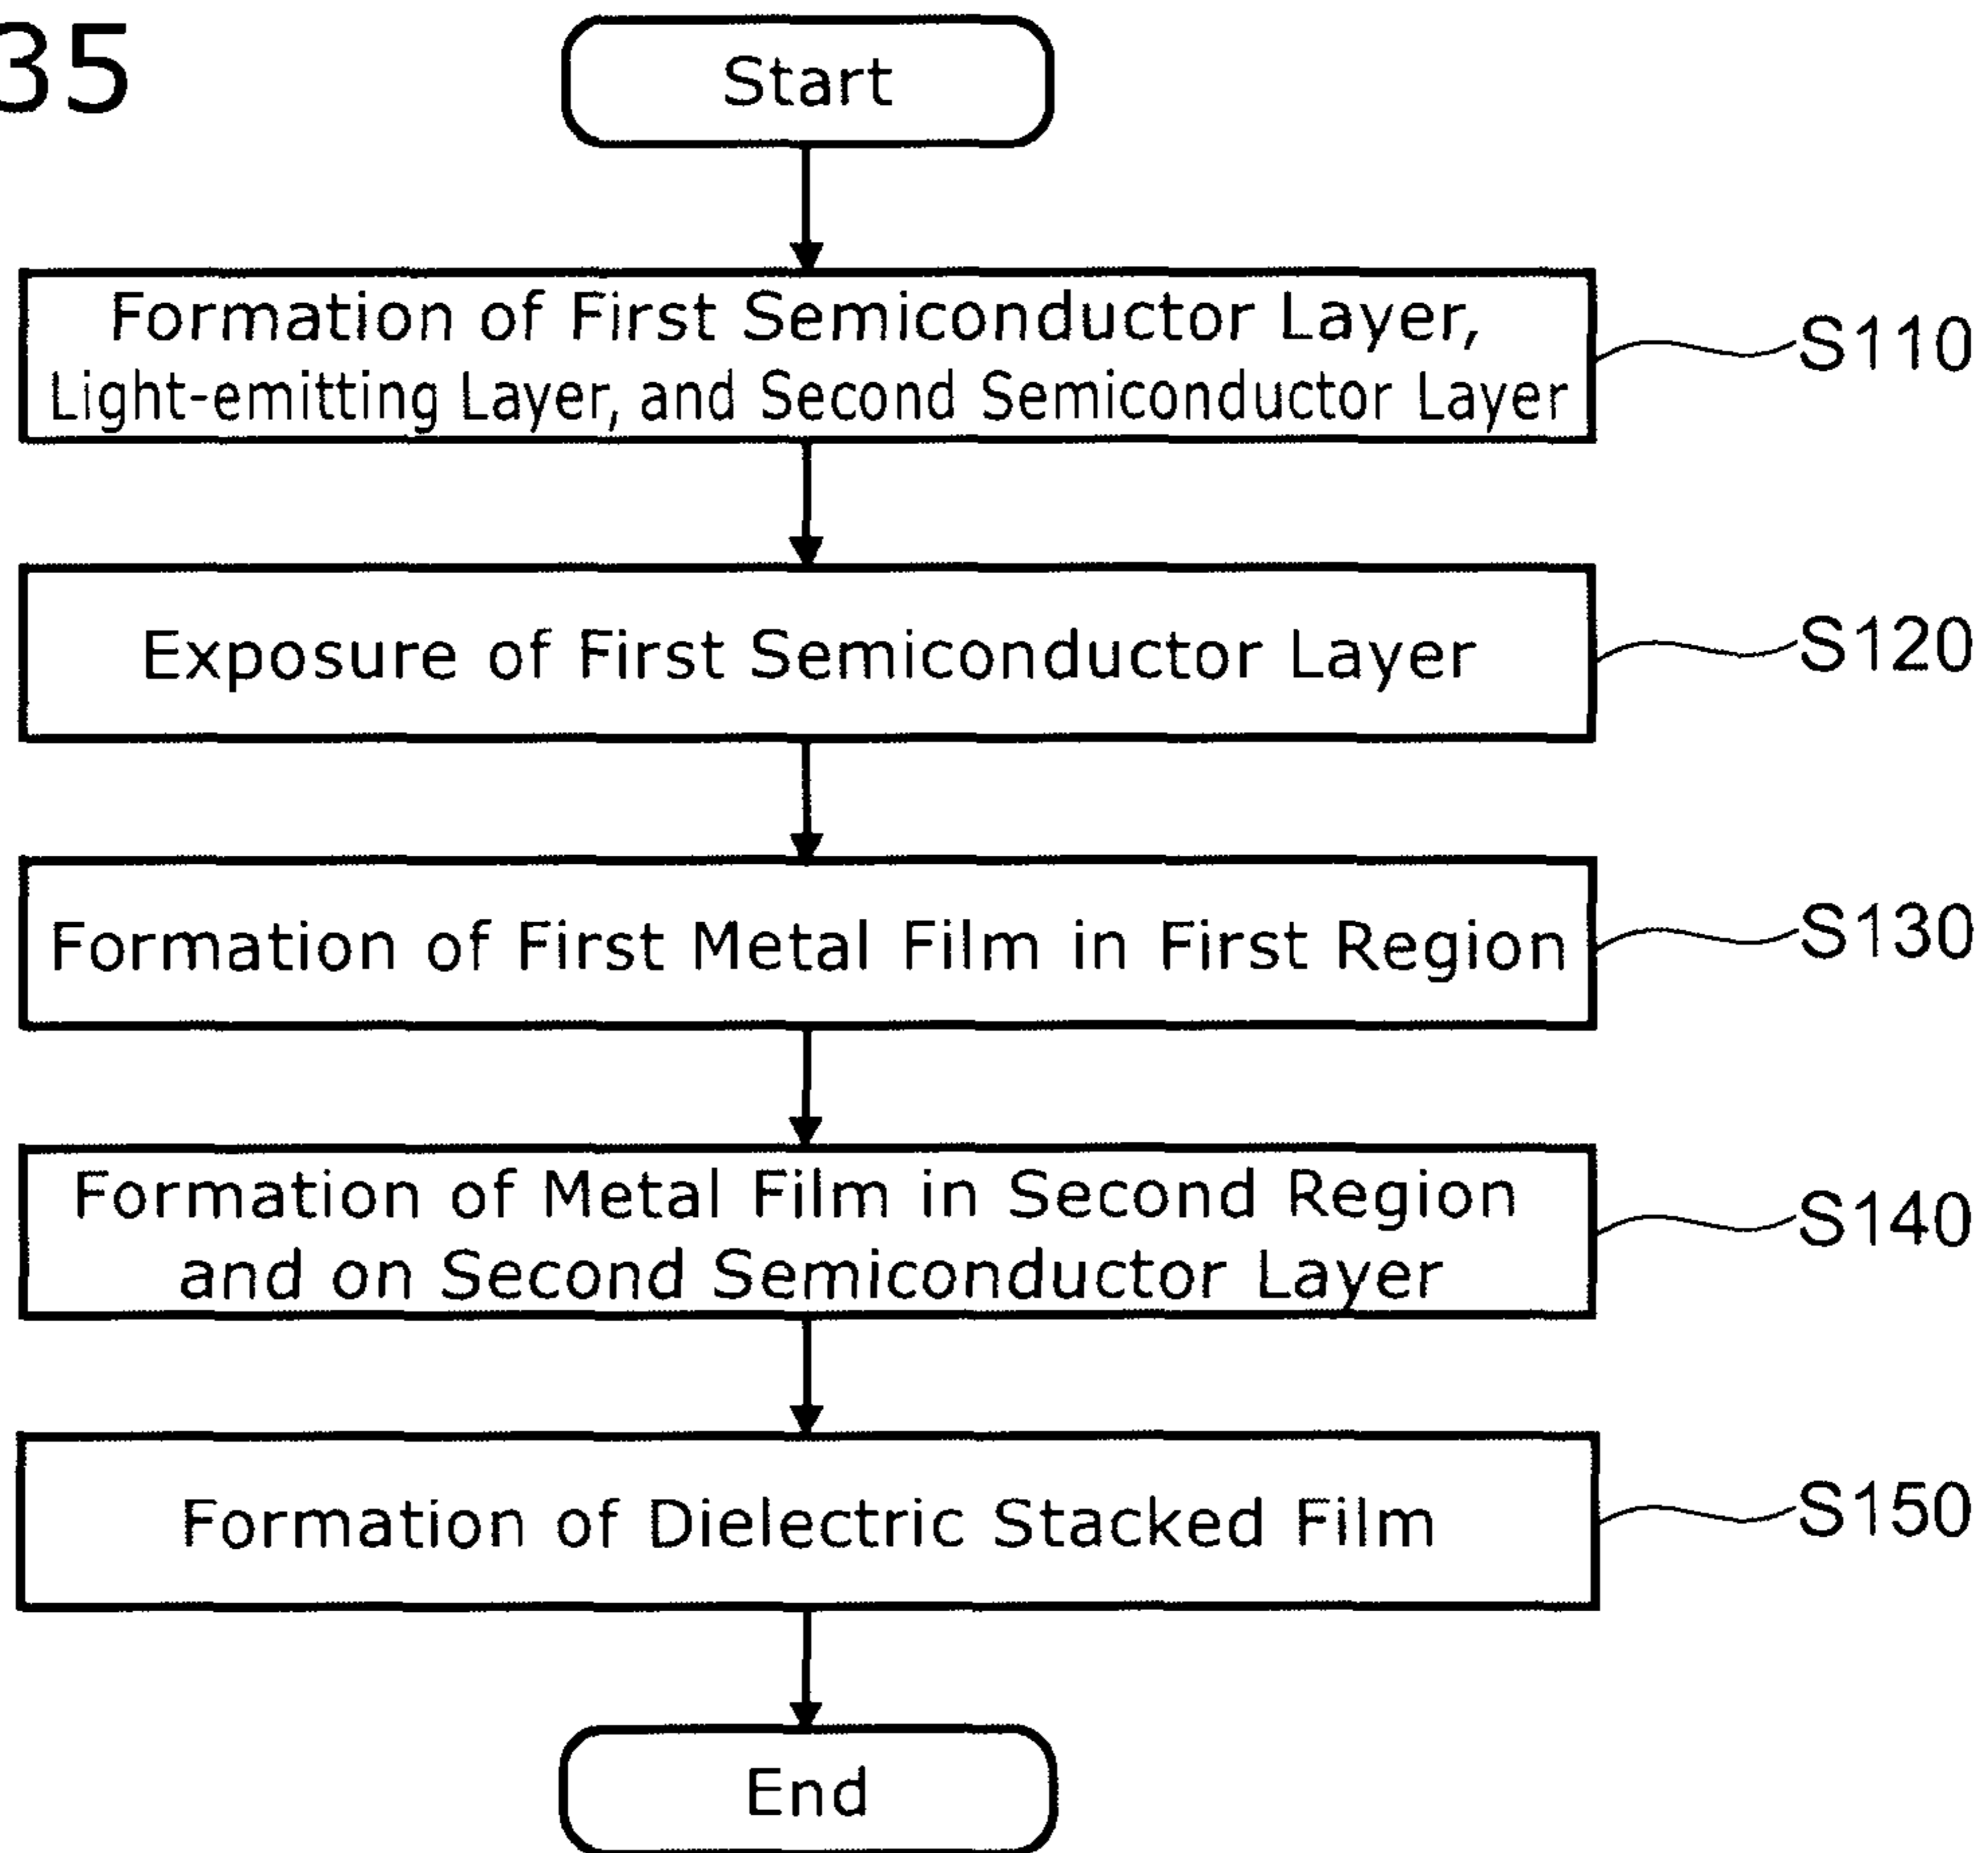 35
Start
Formation of First Semiconductor Layer,
Light-emitting Layer, and Second Semiconductor Layer
S110
Exposure of First Semiconductor Layer
S120
Formation of First Metal Film in First Region
S130
Formation of Metal Film in Second Region
and on Second Semiconductor Layer
S140
Formation of Dielectric Stacked Film
S150
End